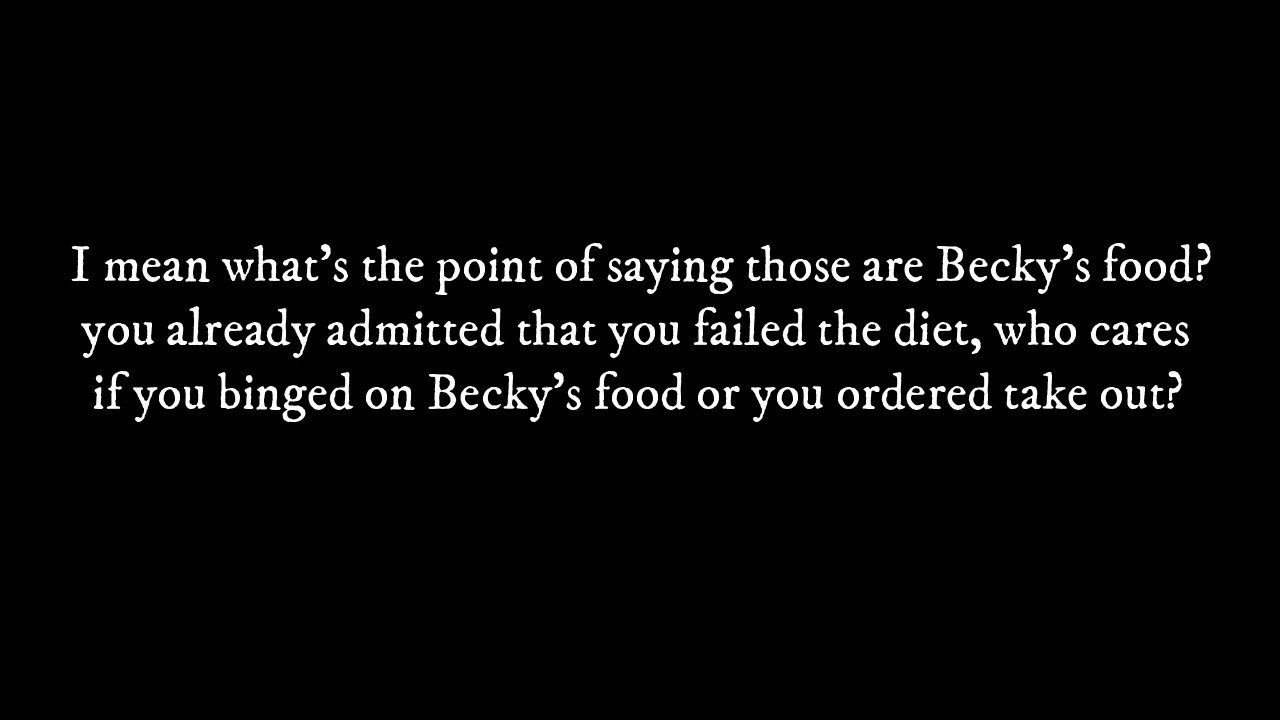 I mean what's the point of saying those are Becky's food?
you already admitted that you failed the diet, who cares
if you binged on Becky's food or you ordered take out?